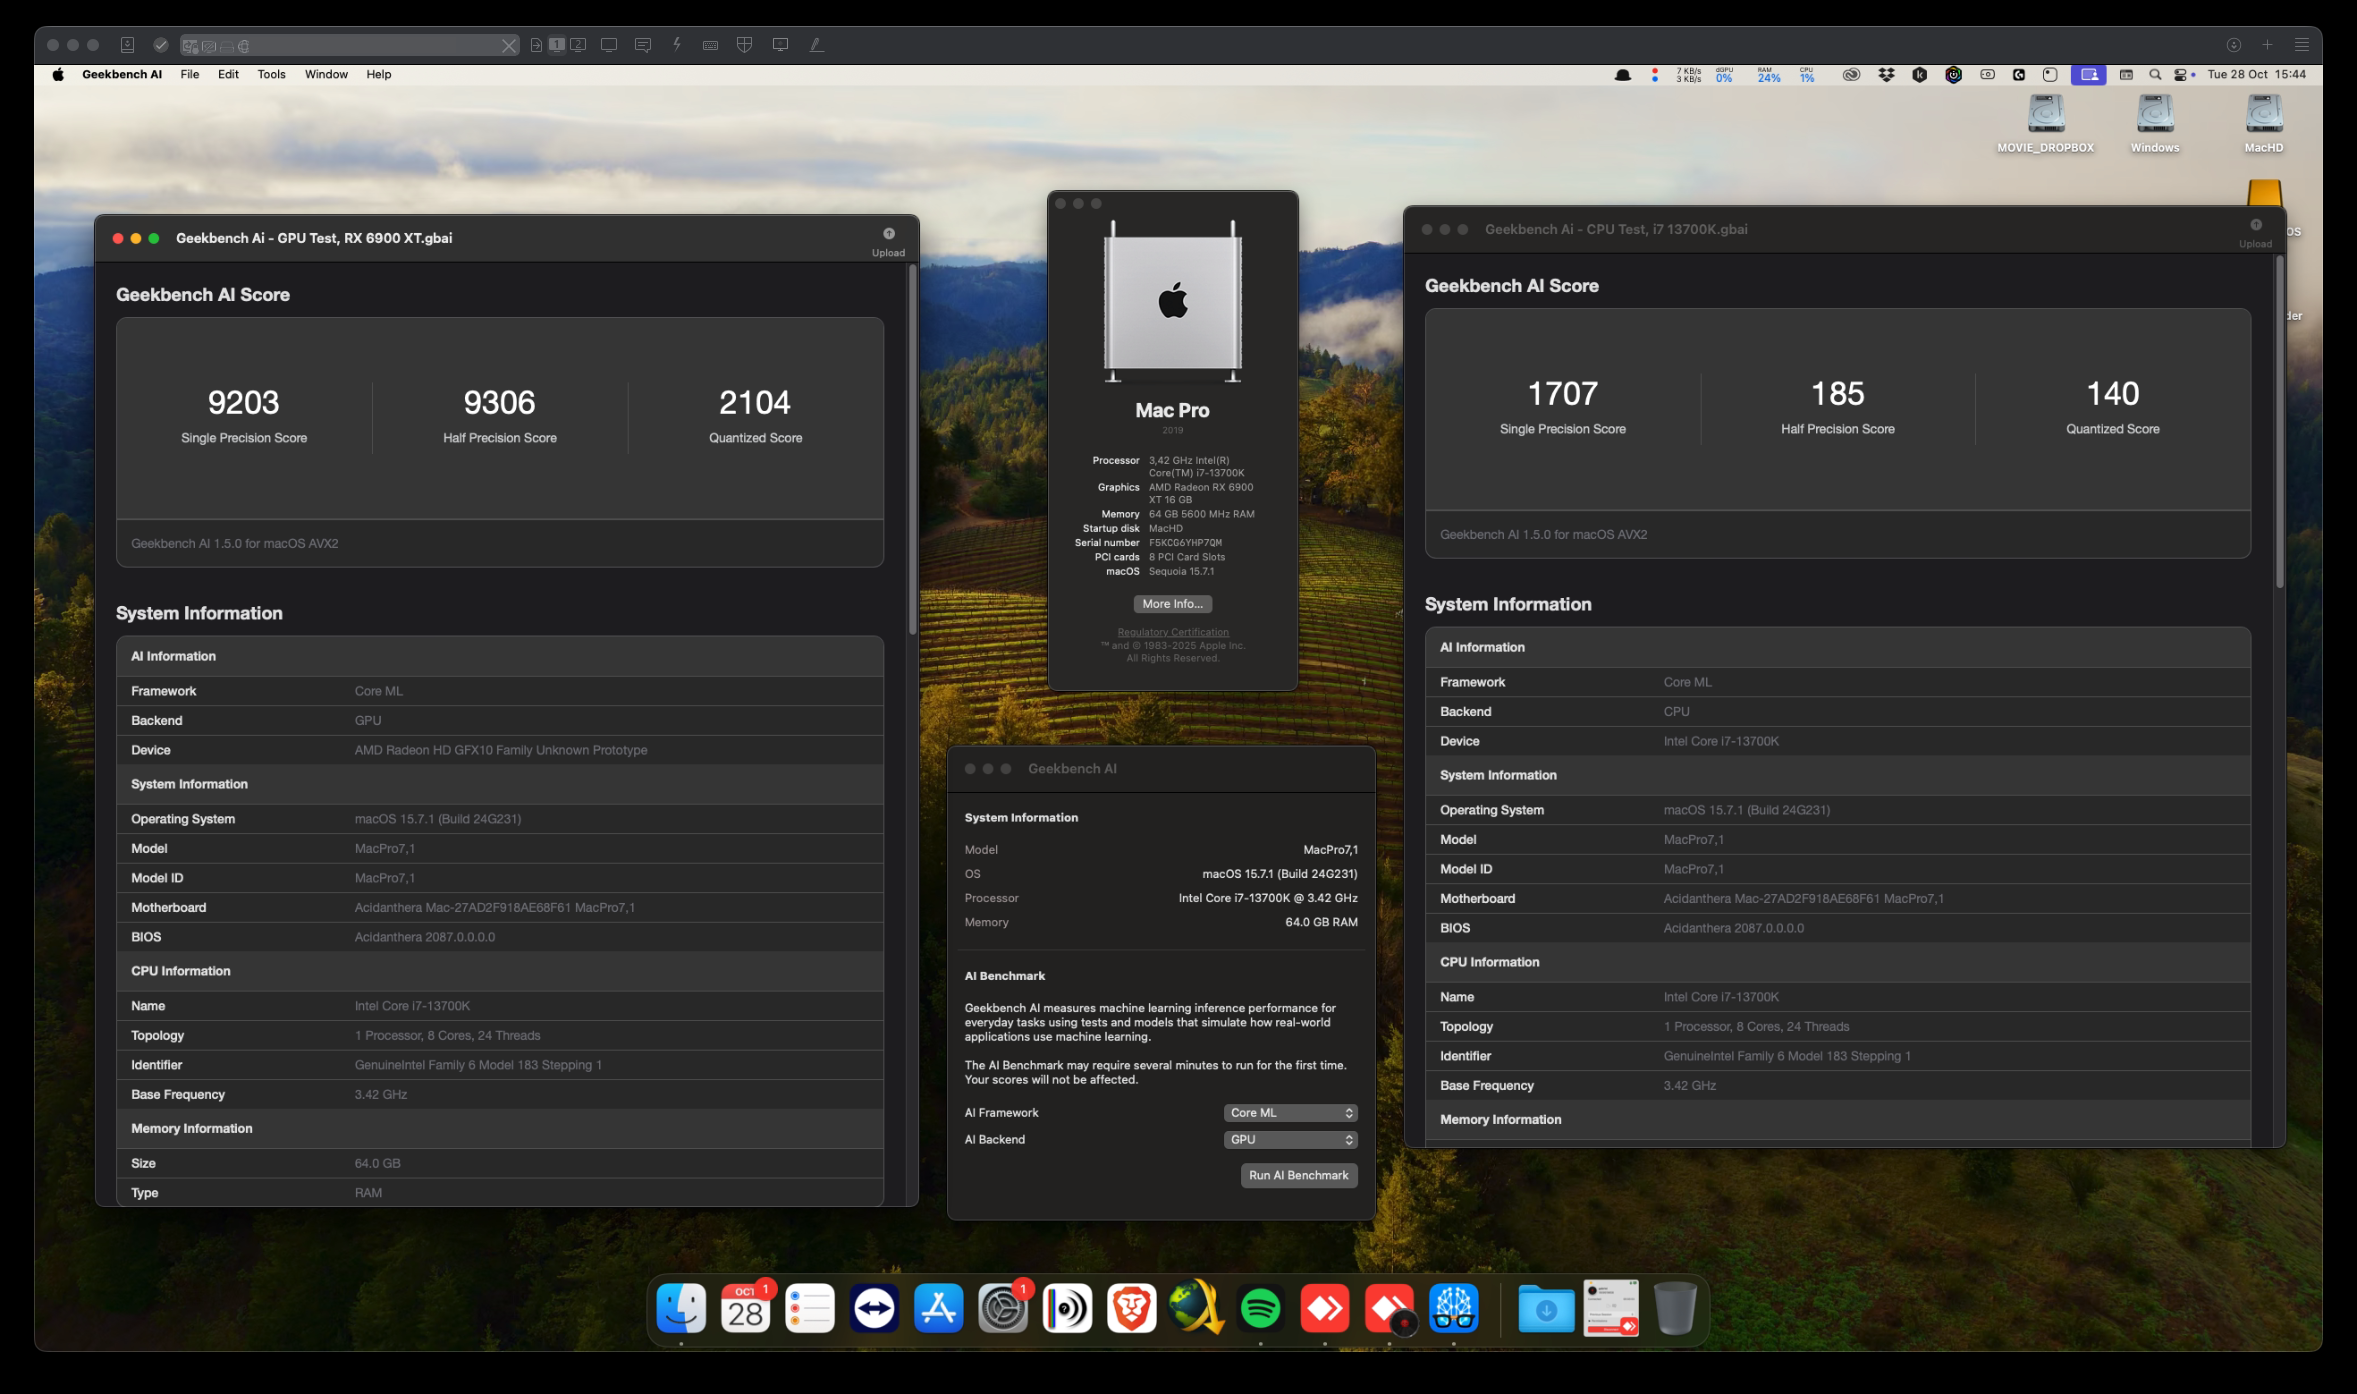 1
2
Geekbench AI File Edit Tools Window Help
7 KB/s
3 KB/s
dGPU
0%
RAM
24%
CPU
1%
Tue 28 Oct 15:44
MOVIE_DROPBOX Windows MacHD
os
der
Geekbench Ai - GPU Test, RX 6900 XT.gbai
Upload
Geekbench AI Score
9203 9306 2104
Single Precision Score Half Precision Score Quantized Score
Geekbench AI 1.5.0 for macOS AVX2
System Information
AI Information
Framework Core ML
Backend GPU
Device AMD Radeon HD GFX10 Family Unknown Prototype
System Information
Operating System macOS 15.7.1 (Build 24G231)
Model MacPro7,1
Model ID MacPro7,1
Motherboard Acidanthera Mac-27AD2F918AE68F61 MacPro7,1
BIOS Acidanthera 2087.0.0.0.0
CPU Information
Name Intel Core i7-13700K
Topology 1 Processor, 8 Cores, 24 Threads
Identifier GenuineIntel Family 6 Model 183 Stepping 1
Base Frequency 3.42 GHz
Memory Information
Size 64.0 GB
Type RAM
Mac Pro
2019
Processor 3,42 GHz Intel(R)
Core(TM) i7-13700K
Graphics AMD Radeon RX 6900
XT 16 GB
Memory 64 GB 5600 MHz RAM
Startup disk MacHD
Serial number F5KCG6YHP7QM
PCI cards 8 PCI Card Slots
macOS Sequoia 15.7.1
More Info...
Regulatory Certification
™ and © 1983-2025 Apple Inc.
All Rights Reserved.
Geekbench AI
System Information
Model MacPro7,1
OS macOS 15.7.1 (Build 24G231)
Processor Intel Core i7-13700K @ 3.42 GHz
Memory 64.0 GB RAM
AI Benchmark
Geekbench AI measures machine learning inference performance for
everyday tasks using tests and models that simulate how real-world
applications use machine learning.
The AI Benchmark may require several minutes to run for the first time.
Your scores will not be affected.
AI Framework Core ML
AI Backend GPU
Run AI Benchmark
Geekbench Ai - CPU Test, i7 13700K.gbai
Upload
Geekbench AI Score
1707 185 140
Single Precision Score Half Precision Score Quantized Score
Geekbench AI 1.5.0 for macOS AVX2
System Information
AI Information
Framework Core ML
Backend CPU
Device Intel Core i7-13700K
System Information
Operating System macOS 15.7.1 (Build 24G231)
Model MacPro7,1
Model ID MacPro7,1
Motherboard Acidanthera Mac-27AD2F918AE68F61 MacPro7,1
BIOS Acidanthera 2087.0.0.0.0
CPU Information
Name Intel Core i7-13700K
Topology 1 Processor, 8 Cores, 24 Threads
Identifier GenuineIntel Family 6 Model 183 Stepping 1
Base Frequency 3.42 GHz
Memory Information
OCT 1
28
1